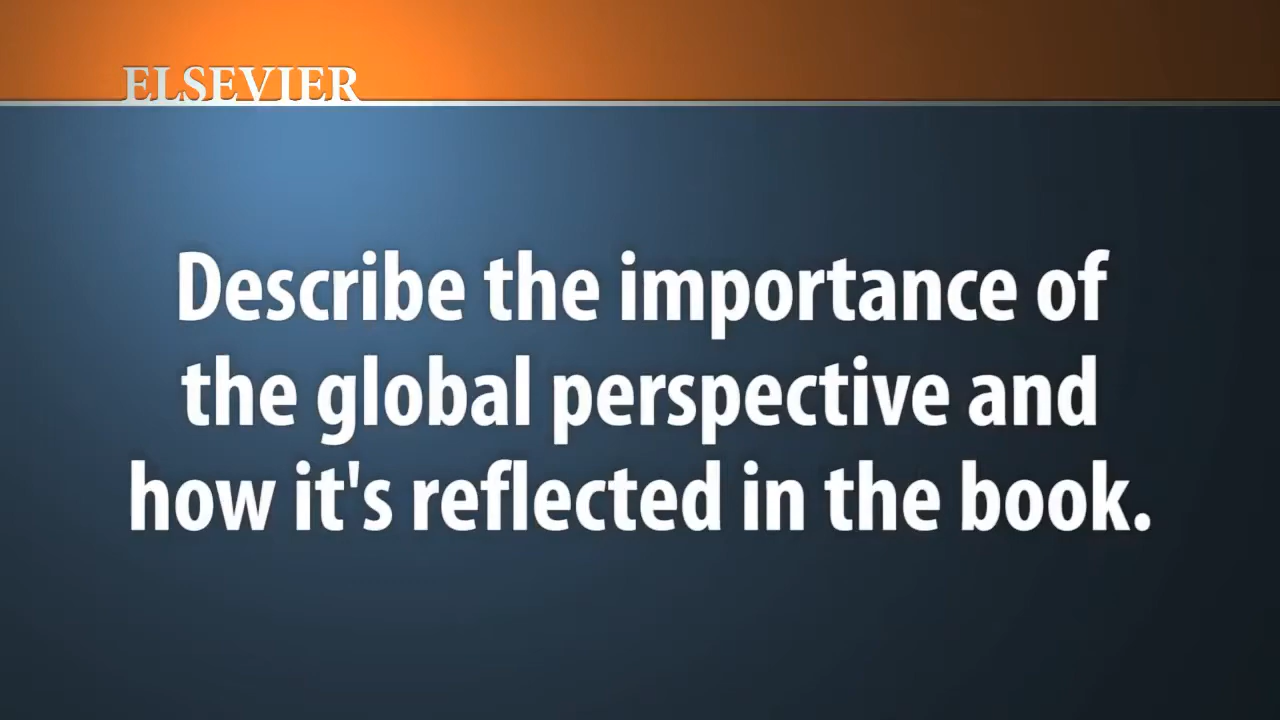 ELSEVIER
Describe the importance of
the global perspective and
how it's reflected in the book.